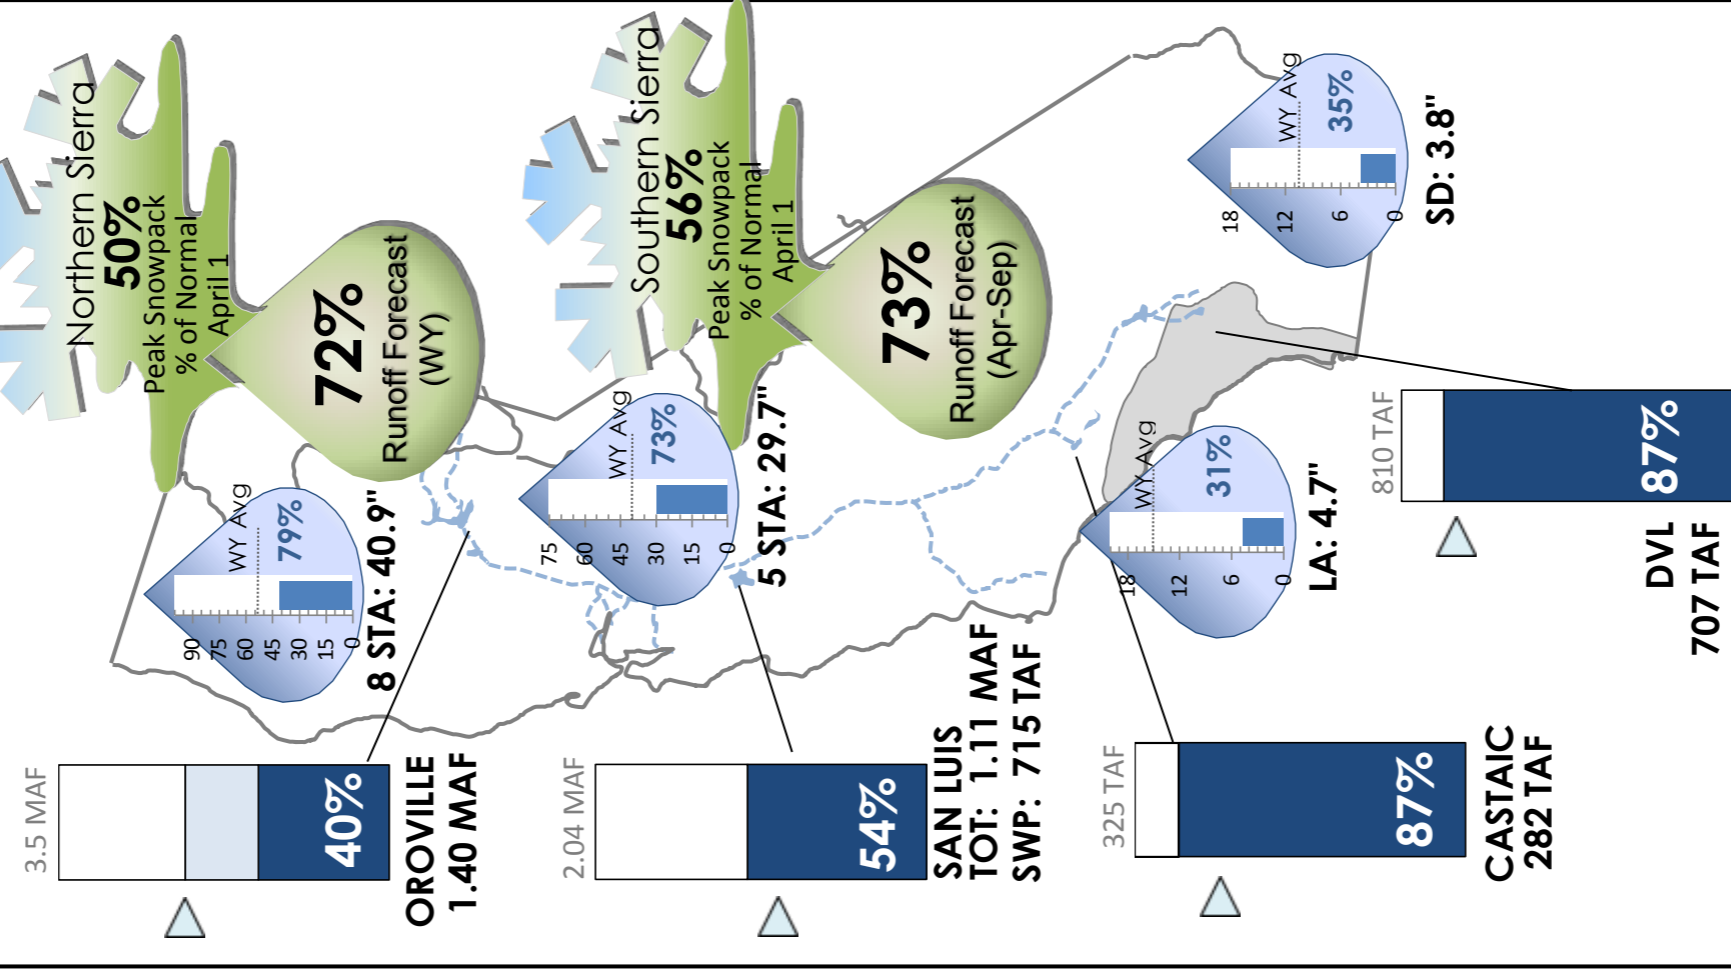 Northern Sierra
50%
Peak Snowpack
% of Normal
April 1
72%
Runoff Forecast
(WY)
WY Avg
79%
90
75
60
45
30
15
0
8 STA: 40.9"
3.5 MAF
40%
OROVILLE
1.40 MAF
Southern Sierra
56%
Peak Snowpack
% of Normal
April 1
73%
Runoff Forecast
(Apr-Sep)
WY Avg
73%
75
60
45
30
15
0
5 STA: 29.7"
2.04 MAF
54%
SAN LUIS
TOT: 1.11 MAF
SWP: 715 TAF
WY Avg
35%
18
12
6
0
SD: 3.8"
WY Avg
31%
18
12
6
0
LA: 4.7"
325 TAF
87%
CASTAIC
282 TAF
810 TAF
87%
DVL
707 TAF